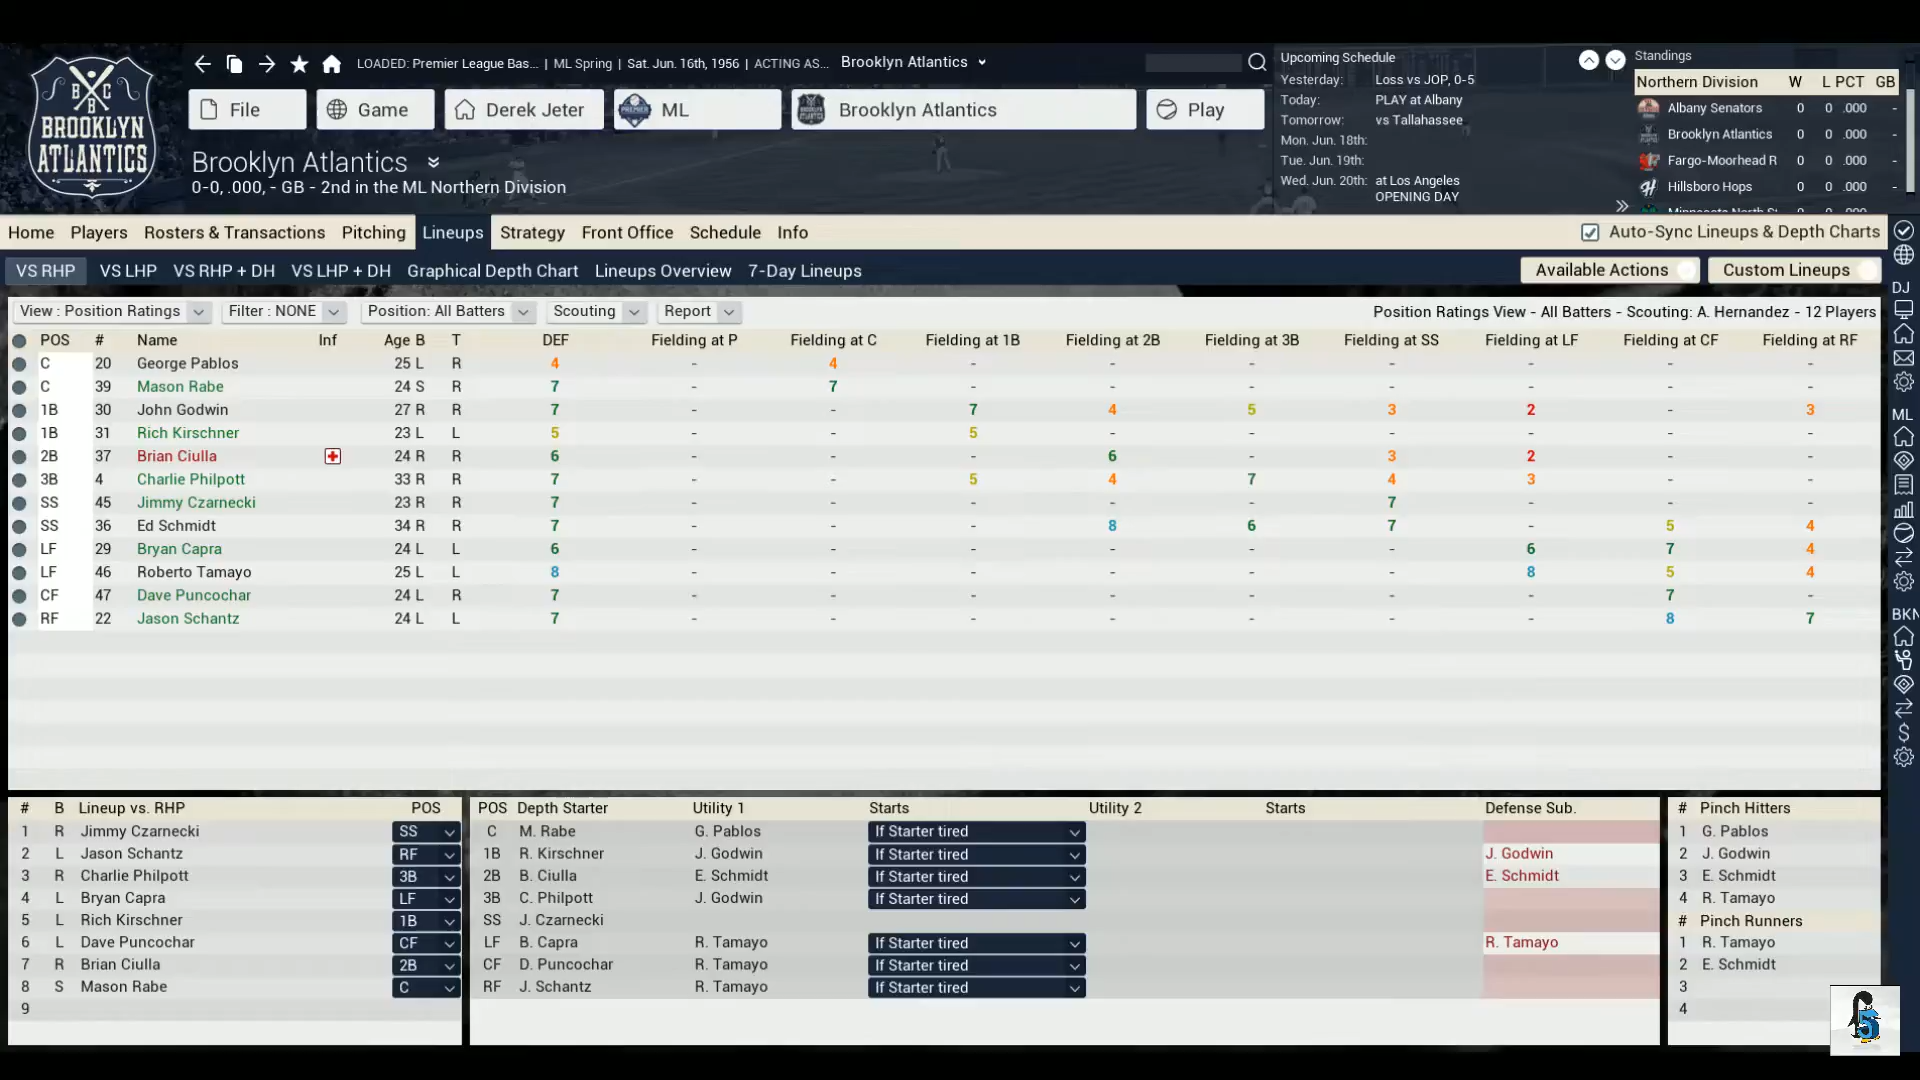 BBC
BROOKLYN
ATLANTICS
LOADED: Premier League Bas... | ML Spring | Sat. Jun. 16th, 1956 | ACTING AS... Brooklyn Atlantics
File Game Derek Jeter ML Brooklyn Atlantics Play
Brooklyn Atlantics
0-0, .000, - GB - 2nd in the ML Northern Division
Upcoming Schedule
Yesterday: Loss vs JOP, 0-5
Today: PLAY at Albany
Tomorrow: vs Tallahassee
Mon. Jun. 18th:
Tue. Jun. 19th:
Wed. Jun. 20th: at Los Angeles
OPENING DAY
Standings
Northern Division W L PCT GB
Albany Senators 0 0 .000 -
Brooklyn Atlantics 0 0 .000 -
Fargo-Moorhead R 0 0 .000 -
Hillsboro Hops 0 0 .000 -
Home Players Rosters & Transactions Pitching Lineups Strategy Front Office Schedule Info Auto-Sync Lineups & Depth Charts
VS RHP VS LHP VS RHP + DH VS LHP + DH Graphical Depth Chart Lineups Overview 7-Day Lineups Available Actions Custom Lineups
View : Position Ratings Filter : NONE Position: All Batters Scouting Report Position Ratings View - All Batters - Scouting: A. Hernandez - 12 Players
POS # Name Inf Age B T DEF Fielding at P Fielding at C Fielding at 1B Fielding at 2B Fielding at 3B Fielding at SS Fielding at LF Fielding at CF Fielding at RF
C 20 George Pablos 25 L R 4 - 4 - - - - - - -
C 39 Mason Rabe 24 S R 7 - 7 - - - - - - -
1B 30 John Godwin 27 R R 7 - - 7 4 5 3 2 - 3
1B 31 Rich Kirschner 23 L L 5 - - 5 - - - - - -
2B 37 Brian Ciulla 24 R R 6 - - - 6 - 3 2 - -
3B 4 Charlie Philpott 33 R R 7 - - 5 4 7 4 3 - -
SS 45 Jimmy Czarnecki 23 R R 7 - - - - - 7 - - -
SS 36 Ed Schmidt 34 R R 7 - - - 8 6 7 - 5 4
LF 29 Bryan Capra 24 L L 6 - - - - - - 6 7 4
LF 46 Roberto Tamayo 25 L L 8 - - - - - - 8 5 4
CF 47 Dave Puncochar 24 L R 7 - - - - - - - 7 -
RF 22 Jason Schantz 24 L L 7 - - - - - - - 8 7
DJ
ML
BKN
# B Lineup vs. RHP POS
1 R Jimmy Czarnecki SS
2 L Jason Schantz RF
3 R Charlie Philpott 3B
4 L Bryan Capra LF
5 L Rich Kirschner 1B
6 L Dave Puncochar CF
7 R Brian Ciulla 2B
8 S Mason Rabe C
9
POS Depth Starter Utility 1 Starts Utility 2 Starts Defense Sub.
C M. Rabe G. Pablos If Starter tired
1B R. Kirschner J. Godwin If Starter tired J. Godwin
2B B. Ciulla E. Schmidt If Starter tired E. Schmidt
3B C. Philpott J. Godwin If Starter tired
SS J. Czarnecki
LF B. Capra R. Tamayo If Starter tired R. Tamayo
CF D. Puncochar R. Tamayo If Starter tired
RF J. Schantz R. Tamayo If Starter tired
# Pinch Hitters
1 G. Pablos
2 J. Godwin
3 E. Schmidt
4 R. Tamayo
# Pinch Runners
1 R. Tamayo
2 E. Schmidt
3
4
5